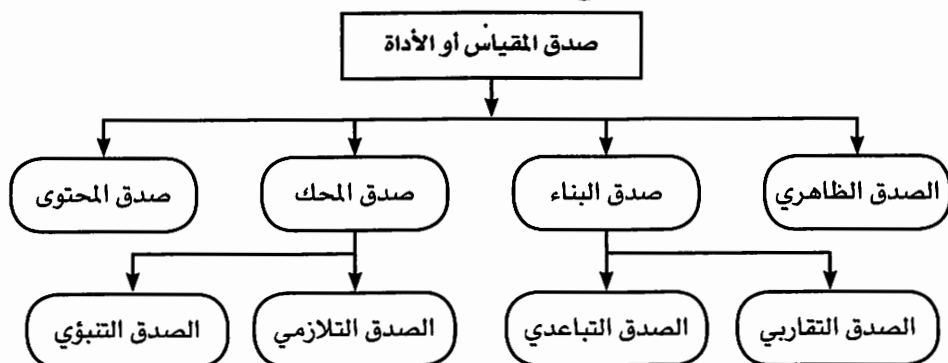 صدق المقياس أو الأداة
الصدق الظاهري
صدق البناء
صدق المحك
صدق المحتوى
الصدق التقاربي
الصدق التباعدي
الصدق التلازمي
الصدق التنبؤي